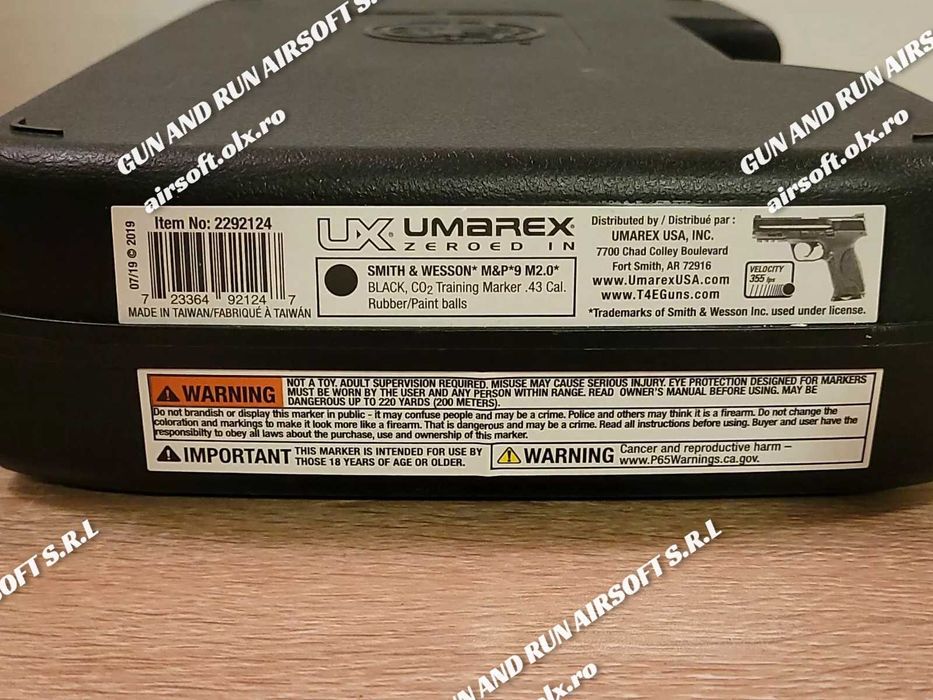 GUN AND RUN AIRSOFT S.R.L
airsoft.olx.ro
GUN AND RUN AIRSOFT
airsoft.olx.ro
07/19 © 2019
Item No: 2292124
7 23364 92124 7
MADE IN TAIWAN/FABRIQUÉ À TAIWÁN
UX® UMAREX®
ZEROED IN
SMITH & WESSON* M&P*9 M2.0*
BLACK, CO2 Training Marker .43 Cal.
Rubber/Paint balls
Distributed by / Distribué par :
UMAREX USA, INC.
7700 Chad Colley Boulevard
Fort Smith, AR 72916
www.UmarexUSA.com
www.T4EGuns.com
*Trademarks of Smith & Wesson Inc. used under license.
VELOCITY
355 fps
WARNING
NOT A TOY. ADULT SUPERVISION REQUIRED. MISUSE MAY CAUSE SERIOUS INJURY. EYE PROTECTION DESIGNED FOR MARKERS
MUST BE WORN BY THE USER AND ANY PERSON WITHIN RANGE. READ OWNER'S MANUAL BEFORE USING. MAY BE
DANGEROUS UP TO 220 YARDS (200 METERS).
Do not brandish or display this marker in public - it may confuse people and may be a crime. Police and others may think it is a firearm. Do not change the
coloration and markings to make it look more like a firearm. That is dangerous and may be a crime. Read all instructions before using. Buyer and user have the
responsibilty to obey all laws about the purchase, use and ownership of this marker.
IMPORTANT
THIS MARKER IS INTENDED FOR USE BY
THOSE 18 YEARS OF AGE OR OLDER.
WARNING
Cancer and reproductive harm –
www.P65Warnings.ca.gov.
SOFT S.R.L
GUN AND RUN AIRSOFT S.R.L
olx.ro